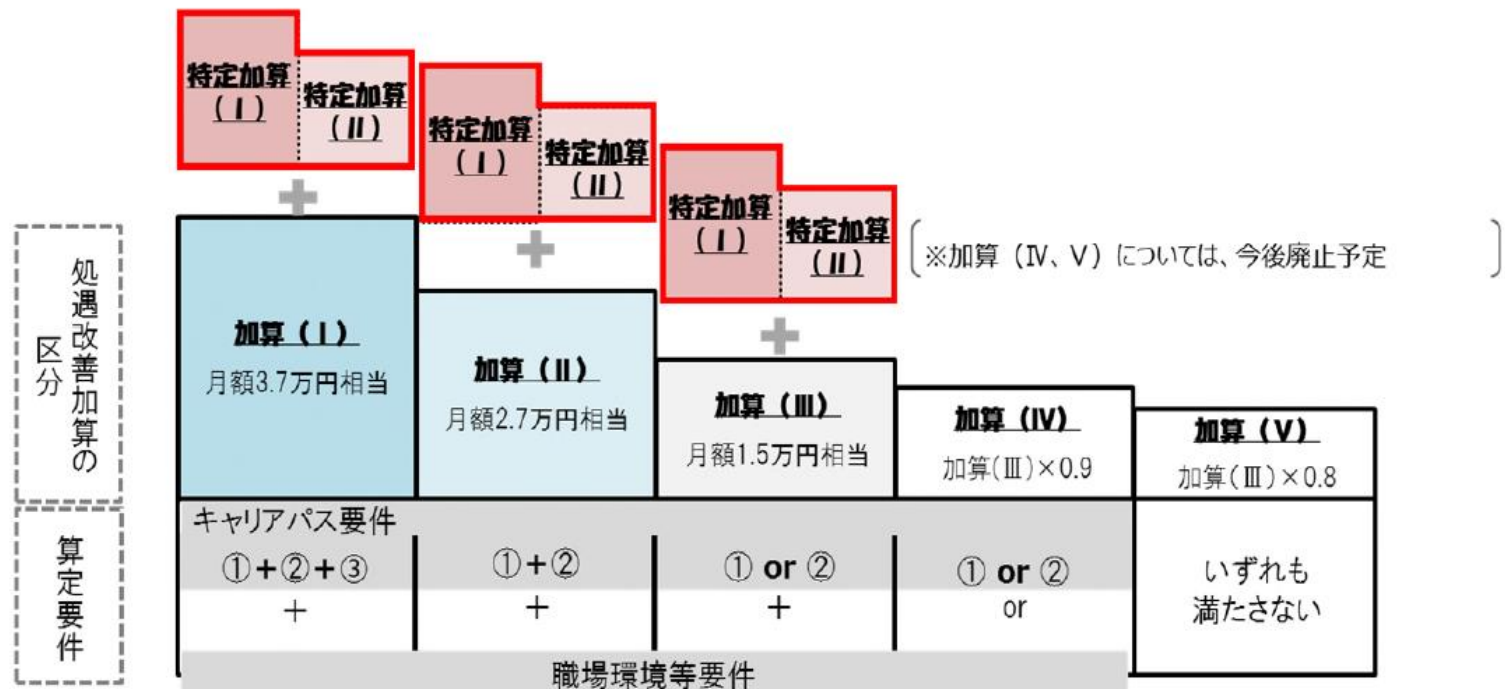 特定加算
(Ⅰ)
特定加算
(Ⅱ)
特定加算
(Ⅰ)
特定加算
(Ⅱ)
特定加算
(Ⅰ)
特定加算
(Ⅱ)
※加算（Ⅳ、Ⅴ）については、今後廃止予定
処遇改善加算の
区分
加算（Ⅰ）
月額3.7万円相当
加算（Ⅱ）
月額2.7万円相当
加算（Ⅲ）
月額1.5万円相当
加算（Ⅳ）
加算(Ⅲ)×0.9
加算（Ⅴ）
加算(Ⅲ)×0.8
算定要件
キャリアパス要件
①+②+③
+
①+②
+
① or ②
+
① or ②
or
いずれも
満たさない
職場環境等要件